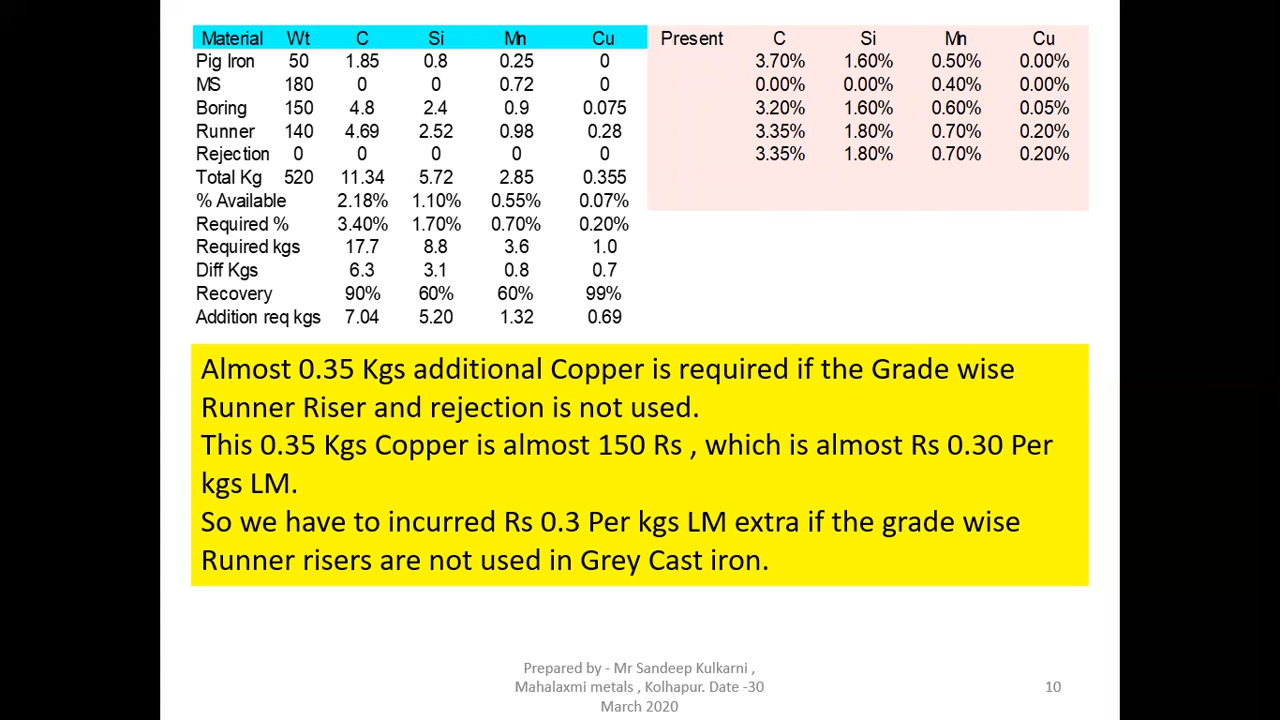 Material Wt C Si Mn Cu Present C Si Mn Cu
Pig Iron 50 1.85 0.8 0.25 0 3.70% 1.60% 0.50% 0.00%
MS 180 0 0 0.72 0 0.00% 0.00% 0.40% 0.00%
Boring 150 4.8 2.4 0.9 0.075 3.20% 1.60% 0.60% 0.05%
Runner 140 4.69 2.52 0.98 0.28 3.35% 1.80% 0.70% 0.20%
Rejection 0 0 0 0 0 3.35% 1.80% 0.70% 0.20%
Total Kg 520 11.34 5.72 2.85 0.355
% Available 2.18% 1.10% 0.55% 0.07%
Required % 3.40% 1.70% 0.70% 0.20%
Required kgs 17.7 8.8 3.6 1.0
Diff Kgs 6.3 3.1 0.8 0.7
Recovery 90% 60% 60% 99%
Addition req kgs 7.04 5.20 1.32 0.69
Almost 0.35 Kgs additional Copper is required if the Grade wise
Runner Riser and rejection is not used.
This 0.35 Kgs Copper is almost 150 Rs , which is almost Rs 0.30 Per
kgs LM.
So we have to incurred Rs 0.3 Per kgs LM extra if the grade wise
Runner risers are not used in Grey Cast iron.
Prepared by - Mr Sandeep Kulkarni ,
Mahalaxmi metals , Kolhapur. Date -30
March 2020
10